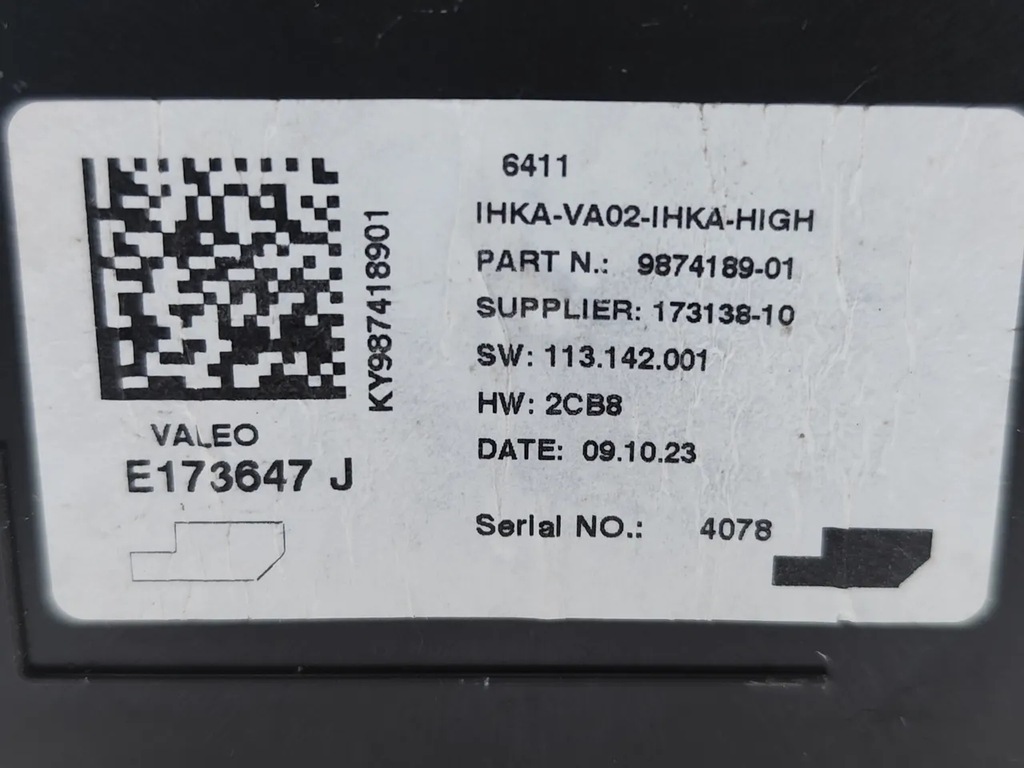 6411
IHKA-VA02-IHKA-HIGH
PART N.: 9874189-01
SUPPLIER: 173138-10
SW: 113.142.001
HW: 2CB8
DATE: 09.10.23
Serial NO.: 4078
KY987418901
VALEO
E173647 J